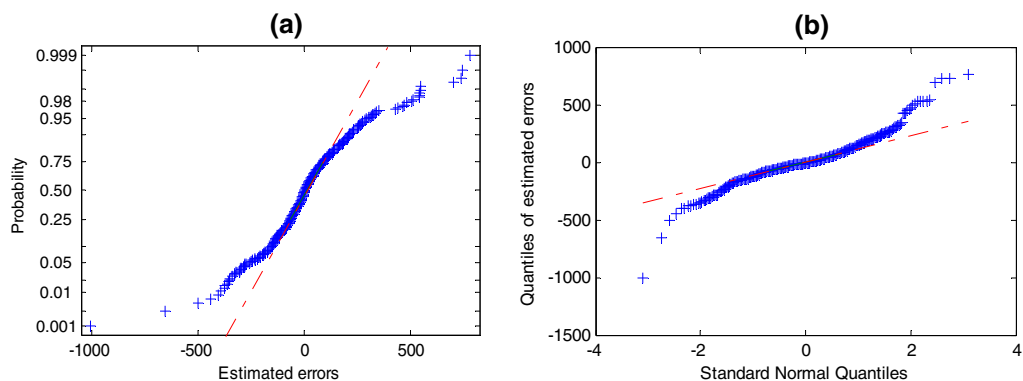 (a)
Probability
0.999
0.98
0.95
0.75
0.50
0.25
0.05
0.01
0.001
-1000 -500 0 500
Estimated errors
(b)
Quantiles of estimated errors
1000
500
0
-500
-1000
-1500
-4 -2 0 2 4
Standard Normal Quantiles